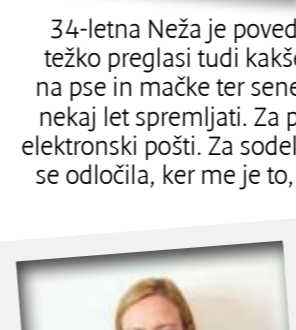 34-letna Neža je poved
težko preglasi tudi kakše
na pse in mačke ter sene
nekaj let spremljati. Za p
elektronski pošti. Za sodel
se odločila, ker me je to,